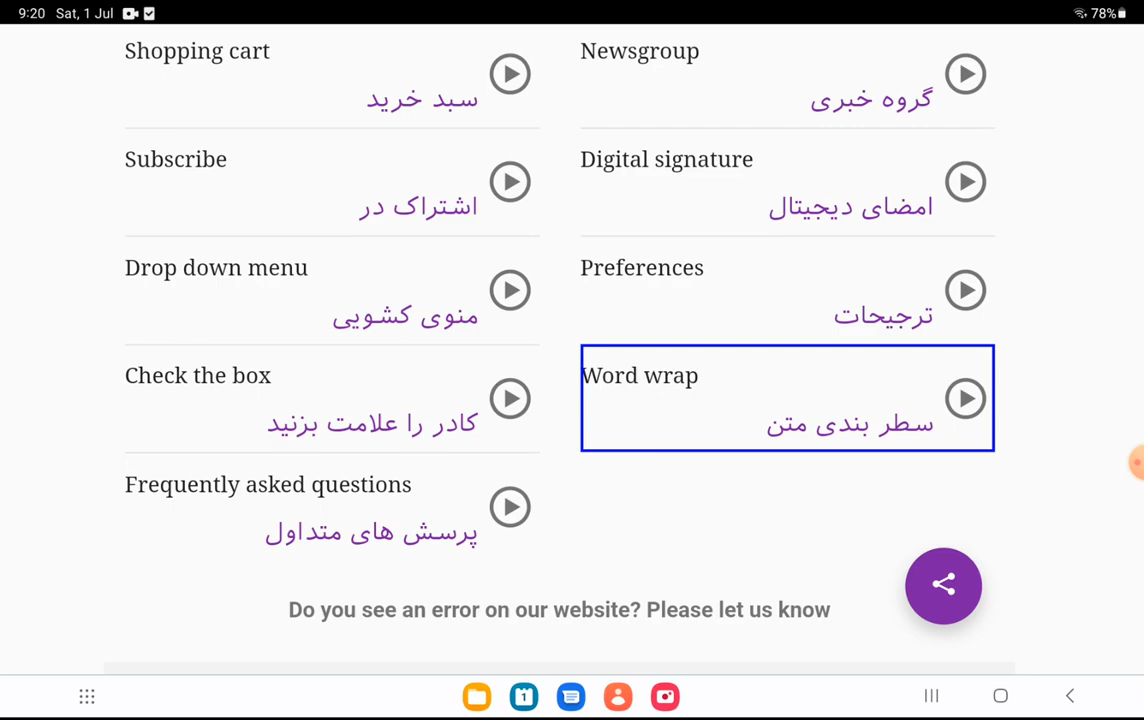 9:20 Sat, 1 Jul 78%
Shopping cart
سبد خرید
Newsgroup
گروه خبری
Subscribe
اشتراک در
Digital signature
امضای دیجیتال
Drop down menu
منوی کشویی
Preferences
ترجیحات
Check the box
کادر را علامت بزنید
Word wrap
سطر بندی متن
Frequently asked questions
پرسش های متداول
Do you see an error on our website? Please let us know
1